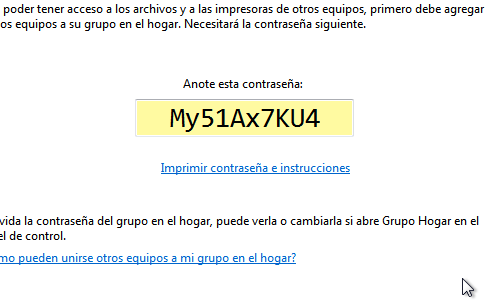 poder tener acceso a los archivos y a las impresoras de otros equipos, primero debe agregar
os equipos a su grupo en el hogar. Necesitará la contraseña siguiente.
Anote esta contraseña:
My51Ax7KU4
Imprimir contraseña e instrucciones
vida la contraseña del grupo en el hogar, puede verla o cambiarla si abre Grupo Hogar en el
el de control.
mo pueden unirse otros equipos a mi grupo en el hogar?